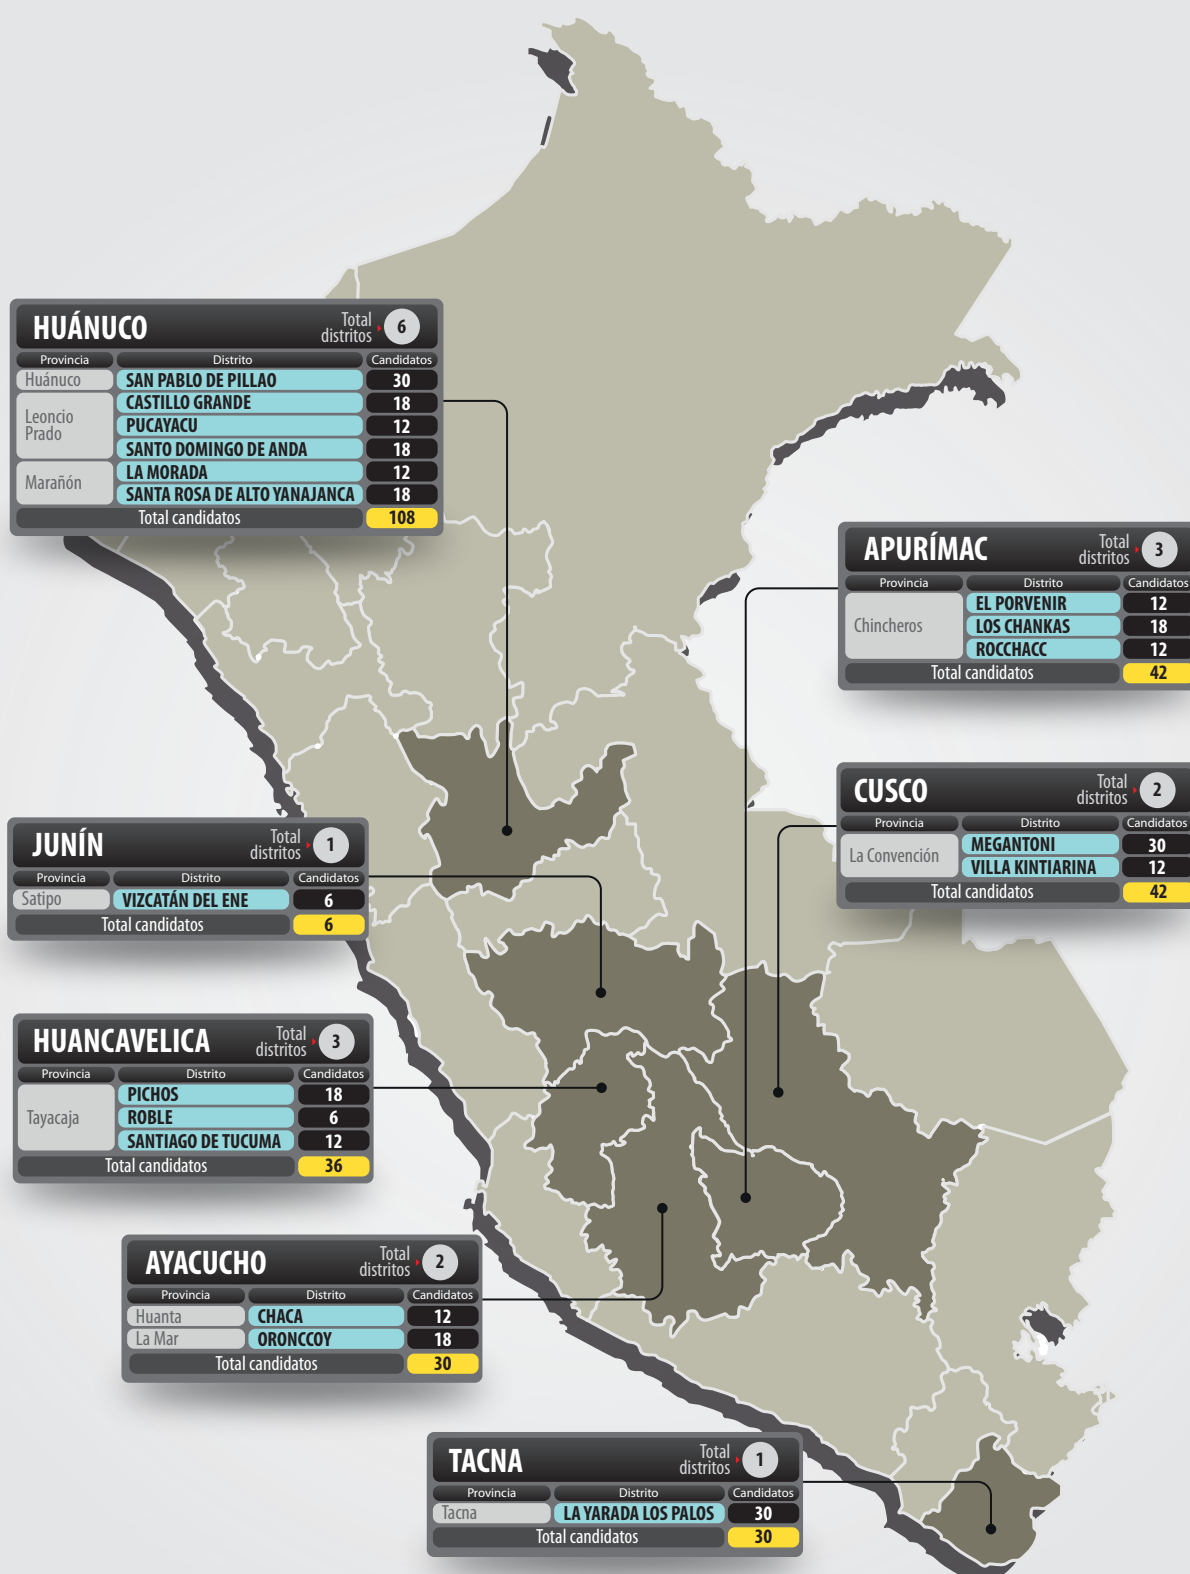 HUÁNUCO
Total distritos 6
Provincia Distrito Candidatos
Huánuco SAN PABLO DE PILLAO 30
Leoncio Prado CASTILLO GRANDE 18
PUCAYACU 12
SANTO DOMINGO DE ANDA 18
Marañón LA MORADA 12
SANTA ROSA DE ALTO YANAJANCA 18
Total candidatos 108
APURÍMAC
Total distritos 3
Provincia Distrito Candidatos
Chincheros EL PORVENIR 12
LOS CHANKAS 18
ROCCHACC 12
Total candidatos 42
CUSCO
Total distritos 2
Provincia Distrito Candidatos
La Convención MEGANTONI 30
VILLA KINTIARINA 12
Total candidatos 42
JUNÍN
Total distritos 1
Provincia Distrito Candidatos
Satipo VIZCATÁN DEL ENE 6
Total candidatos 6
HUANCAVELICA
Total distritos 3
Provincia Distrito Candidatos
Tayacaja PICHOS 18
ROBLE 6
SANTIAGO DE TUCUMA 12
Total candidatos 36
AYACUCHO
Total distritos 2
Provincia Distrito Candidatos
Huanta CHACA 12
La Mar ORONCCOY 18
Total candidatos 30
TACNA
Total distritos 1
Provincia Distrito Candidatos
Tacna LA YARADA LOS PALOS 30
Total candidatos 30